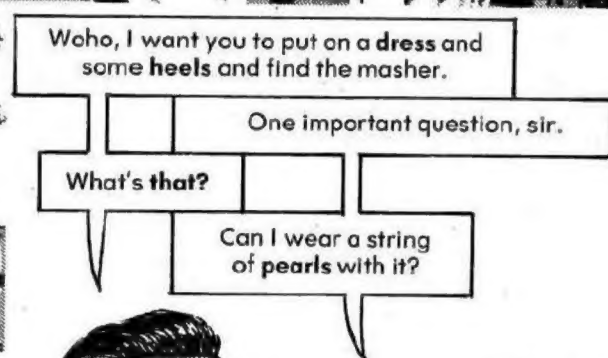 Woho, I want you to put on a dress and
some heels and find the masher.
One important question, sir.
What's that?
Can I wear a string
of pearls with it?